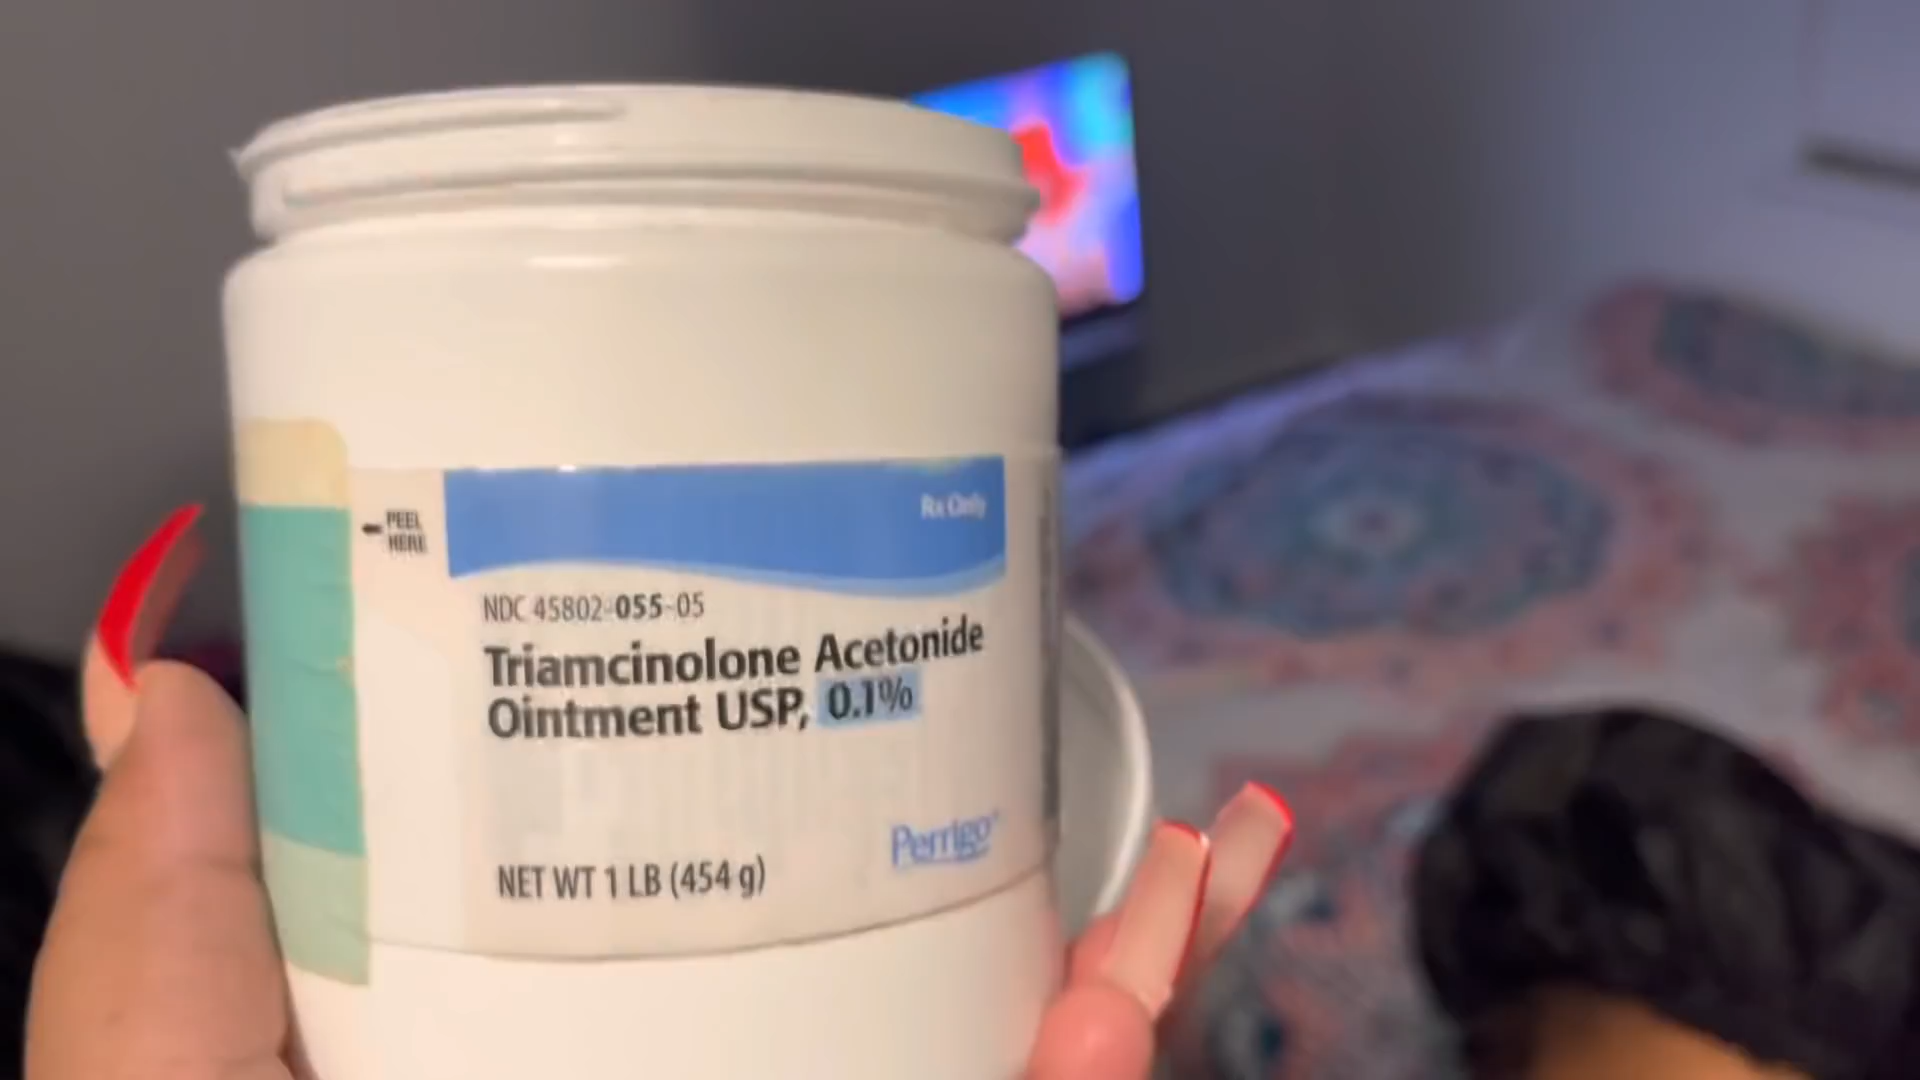 Rx Only
PEEL
HERE
NDC 45802-055-05
Triamcinolone Acetonide
Ointment USP, 0.1%
Perrigo
NET WT 1 LB (454 g)